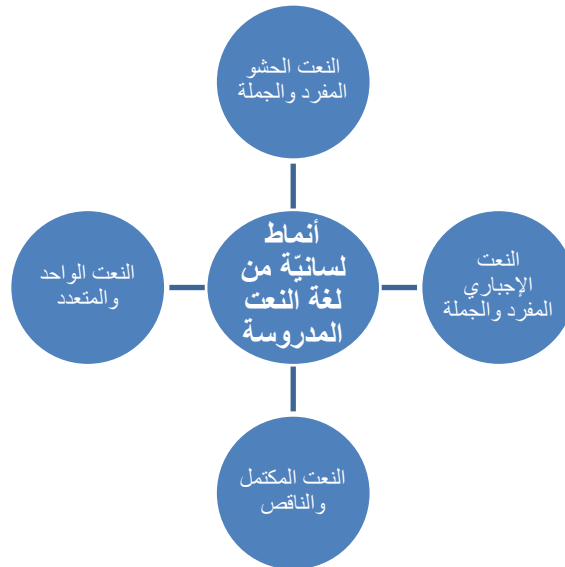 النعت الحشو
المفرد والجملة
أنماط
لسانيّة من
لغة النعت
المدروسة
النعت
الإجباري
المفرد والجملة
النعت الواحد
والمتعدد
النعت المكتمل
والناقص